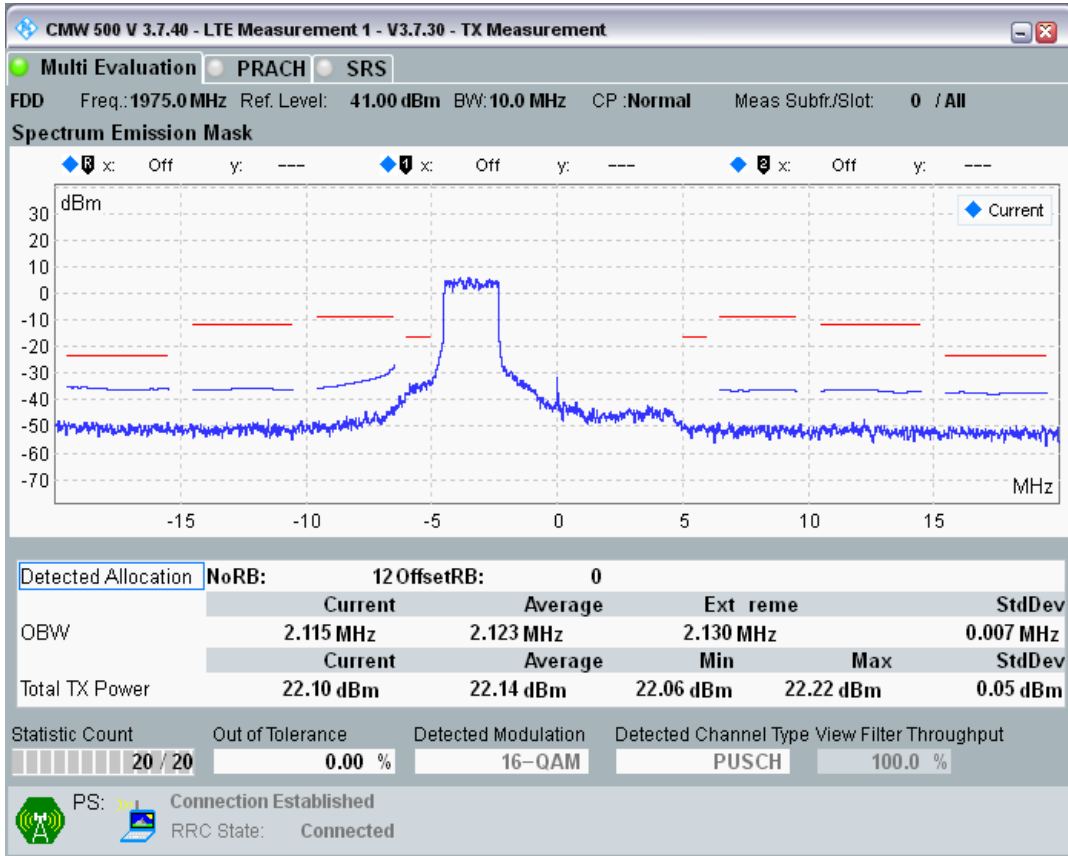 CMW 500 V 3.7.40 - LTE Measurement 1 - V3.7.30 - TX Measurement
Multi Evaluation PRACH SRS
FDD Freq.: 1975.0 MHz Ref. Level: 41.00 dBm BW: 10.0 MHz CP :Normal Meas Subfr./Slot: 0 / All
Spectrum Emission Mask
R x: Off y: --- 1 x: Off y: --- 2 x: Off y: ---
dBm
Current
30
20
10
0
-10
-20
-30
-40
-50
-60
-70
MHz
-15 -10 -5 0 5 10 15
Detected Allocation NoRB: 12 OffsetRB: 0
Current Average Ext reme StdDev
OBW 2.115 MHz 2.123 MHz 2.130 MHz 0.007 MHz
Current Average Min Max StdDev
Total TX Power 22.10 dBm 22.14 dBm 22.06 dBm 22.22 dBm 0.05 dBm
Statistic Count Out of Tolerance Detected Modulation Detected Channel Type View Filter Throughput
20 / 20 0.00 % 16-QAM PUSCH 100.0 %
PS: Connection Established
RRC State: Connected